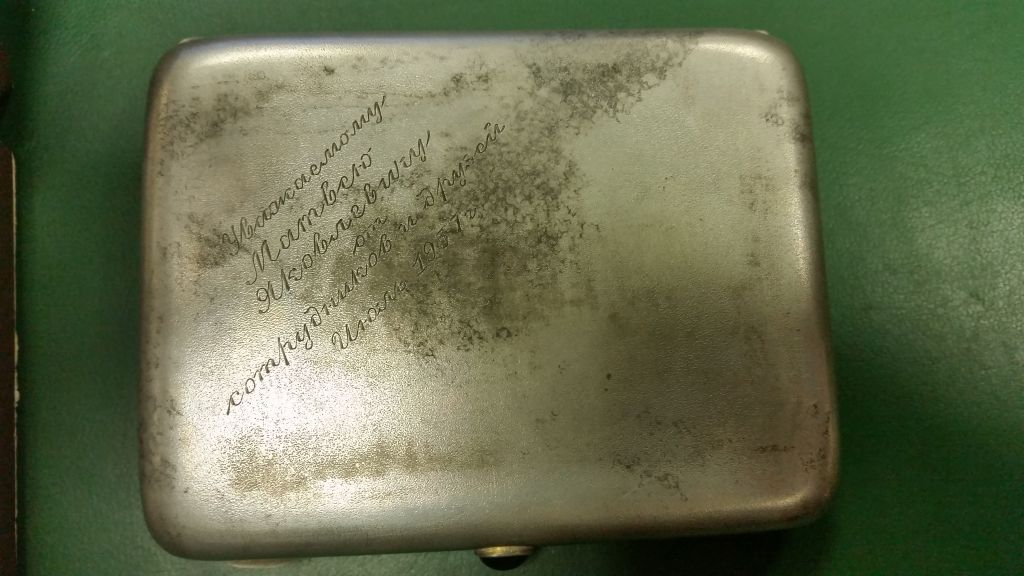 Уважаемому
Матвею
Яковлевичу
от
сотрудников и друзей
Июль 1951 г.